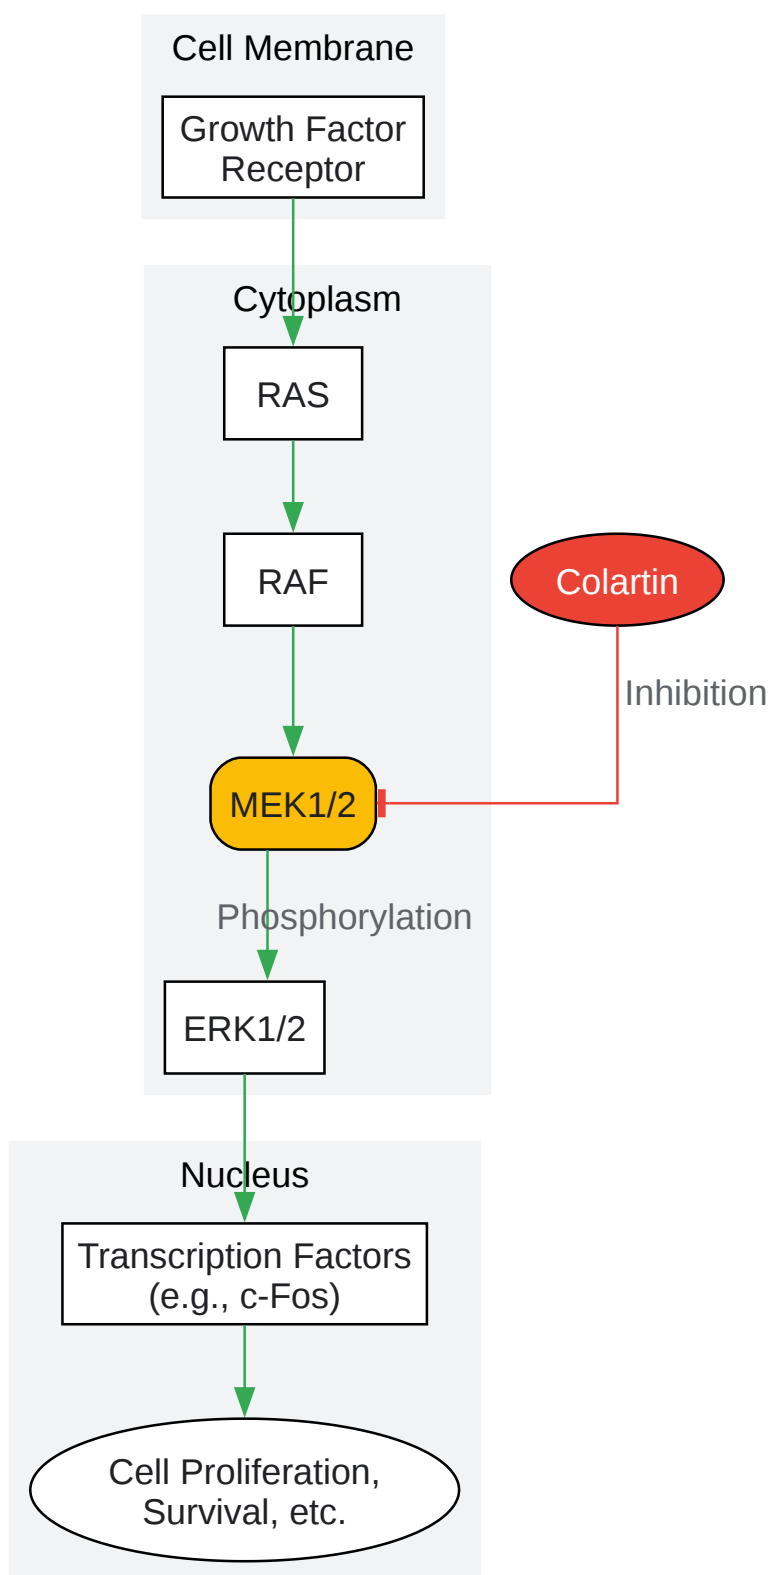 Cell Membrane
Growth Factor
Receptor
Cytoplasm
RAS
RAF
Colartin
Inhibition
MEK1/2
Phosphorylation
ERK1/2
Nucleus
Transcription Factors
(e.g., c-Fos)
Cell Proliferation,
Survival, etc.